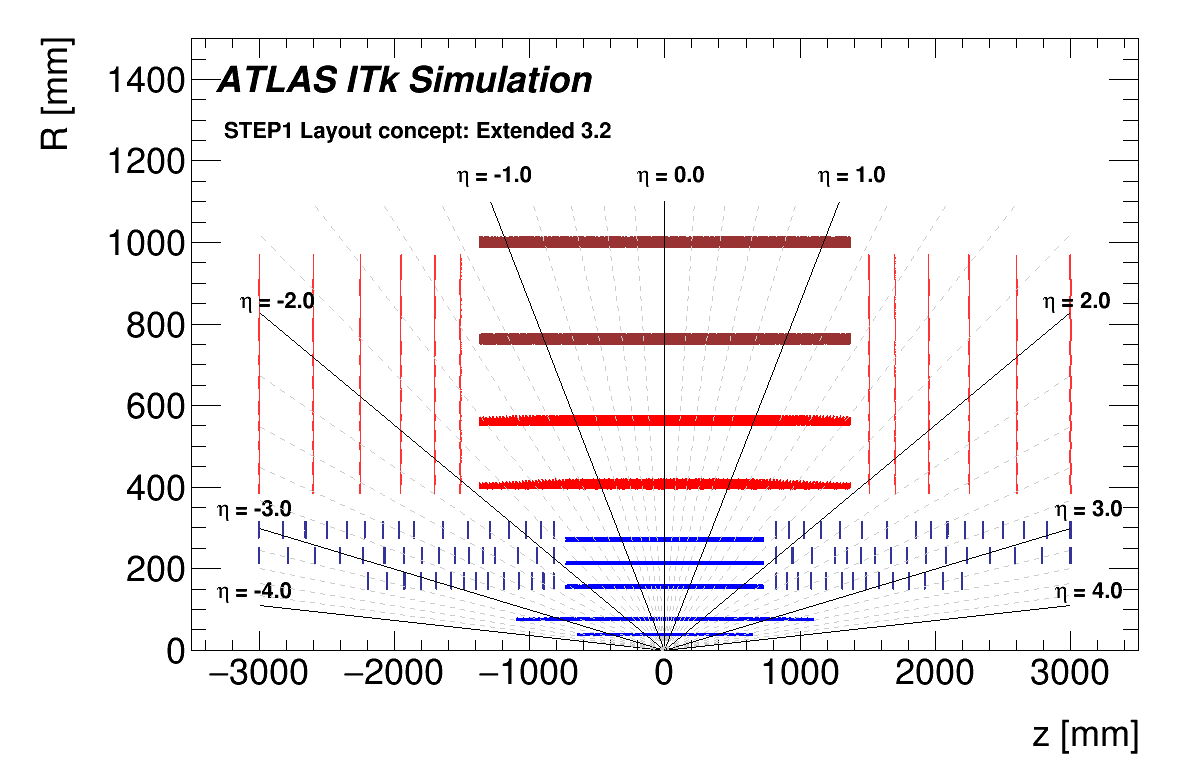 R [mm]
1400
ATLAS ITk Simulation
STEP1 Layout concept: Extended 3.2
1200
η = -1.0
η = 0.0
η = 1.0
1000
η = -2.0
η = 2.0
800
600
400
η = -3.0
η = 3.0
200
η = -4.0
η = 4.0
0
−3000
−2000
−1000
0
1000
2000
3000
z [mm]